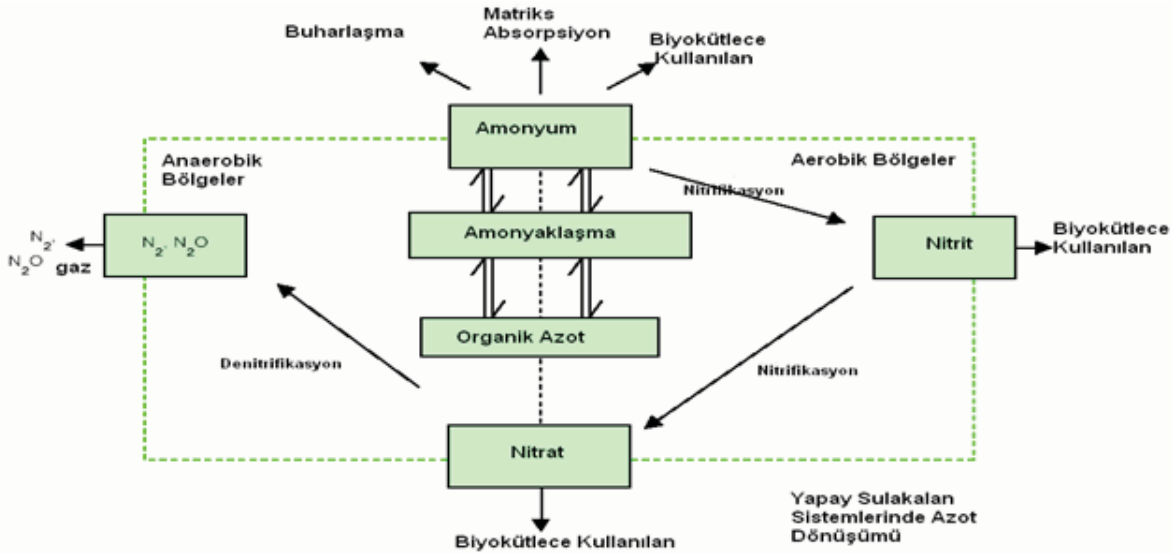 Matriks
Absorpsiyon
Buharlaşma
Biyokütlece
Kullanılan
Amonyum
Anaerobik
Bölgeler
Aerobik Bölgeler
Nitrifikasyon
N2, N2O gaz
N2, N2O
Amonyaklaşma
Nitrit
Biyokütlece
Kullanılan
Organik Azot
Denitrifikasyon
Nitrifikasyon
Nitrat
Yapay Sulakalan
Sistemlerinde Azot
Dönüşümü
Biyokütlece Kullanılan